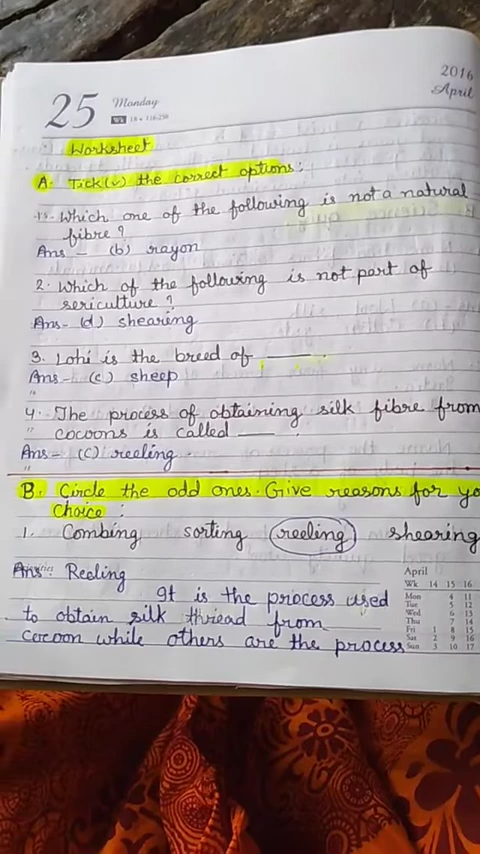 2016
April
25 Monday
Worksheet
A. Tick(✓) the correct options:
1. Which one of the following is not a natural
fibre?
Ans - (b) rayon
2. Which of the following is not part of
sericulture?
Ans- (d) shearing
3. Lohi is the breed of ____ .
Ans - (c) sheep
4. The process of obtaining silk fibre from
cocoons is called ____ .
Ans- (C) reeling
B. Circle the odd ones. Give reasons for yo
Choice:
1. Combing sorting reeling shearing
Ans: Reeling
It is the process used
to obtain silk thread from
cocoon while others are the process
April
Wk 14 15 16
Mon 4 11
Tue 5 12
Wed 6 13
Thu 7 14
Fri 1 8 15
Sat 2 9 16
Sun 3 10 17